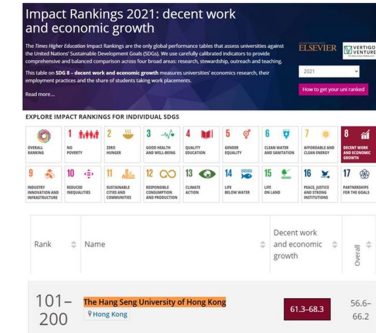 Impact Rankings 2021: decent work
and economic growth
The Times Higher Education Impact Rankings are the only global performance tables that assess universities against
the United Nations' Sustainable Development Goals (SDGs). We use carefully calibrated indicators to provide
comprehensive and balanced comparison across four broad areas: research, stewardship, outreach and teaching.
This table on SDG 8 – decent work and economic growth measures universities' economics research, their
employment practices and the share of students taking work placements.
Read more...
ELSEVIER
VERTIGO
VENTURES
2021
How to get your uni ranked
EXPLORE IMPACT RANKINGS FOR INDIVIDUAL SDGS
OVERALL
RANKING
1
NO
POVERTY
2
ZERO
HUNGER
3
GOOD HEALTH
AND WELL-BEING
4
QUALITY
EDUCATION
5
GENDER
EQUALITY
6
CLEAN WATER
AND SANITATION
7
AFFORDABLE AND
CLEAN ENERGY
8
DECENT WORK
AND ECONOMIC
GROWTH
9
INDUSTRY
INNOVATION AND
INFRASTRUCTURE
10
REDUCED
INEQUALITIES
11
SUSTAINABLE
CITIES AND
COMMUNITIES
12
RESPONSIBLE
CONSUMPTION
AND PRODUCTION
13
CLIMATE
ACTION
14
LIFE
BELOW WATER
15
LIFE
ON LAND
16
PEACE, JUSTICE
AND STRONG
INSTITUTIONS
17
PARTNERSHIPS
FOR THE GOALS
Rank
Name
Decent work
and economic
growth
Overall
101–
200
The Hang Seng University of Hong Kong
Hong Kong
61.3–68.3
56.6–
66.2